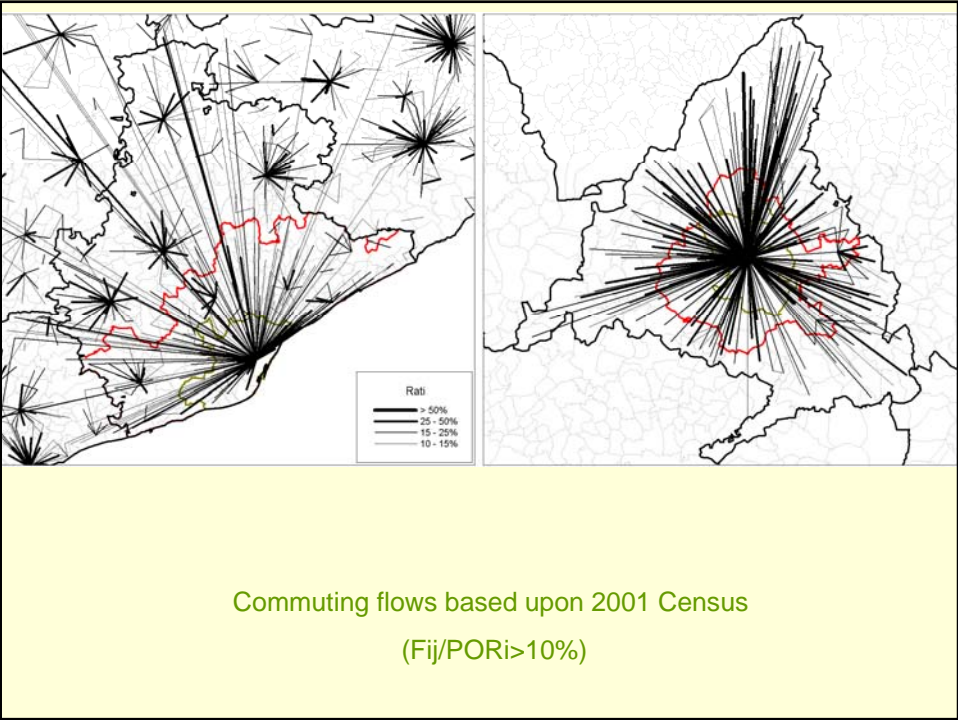 Rati
> 50%
25 - 50%
15 - 25%
10 - 15%
Commuting flows based upon 2001 Census
(Fij/PORi>10%)